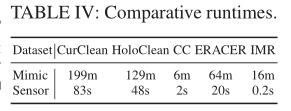 TABLE IV: Comparative runtimes.
Dataset CurClean HoloClean CC ERACER IMR
Mimic 199m 129m 6m 64m 16m
Sensor 83s 48s 2s 20s 0.2s